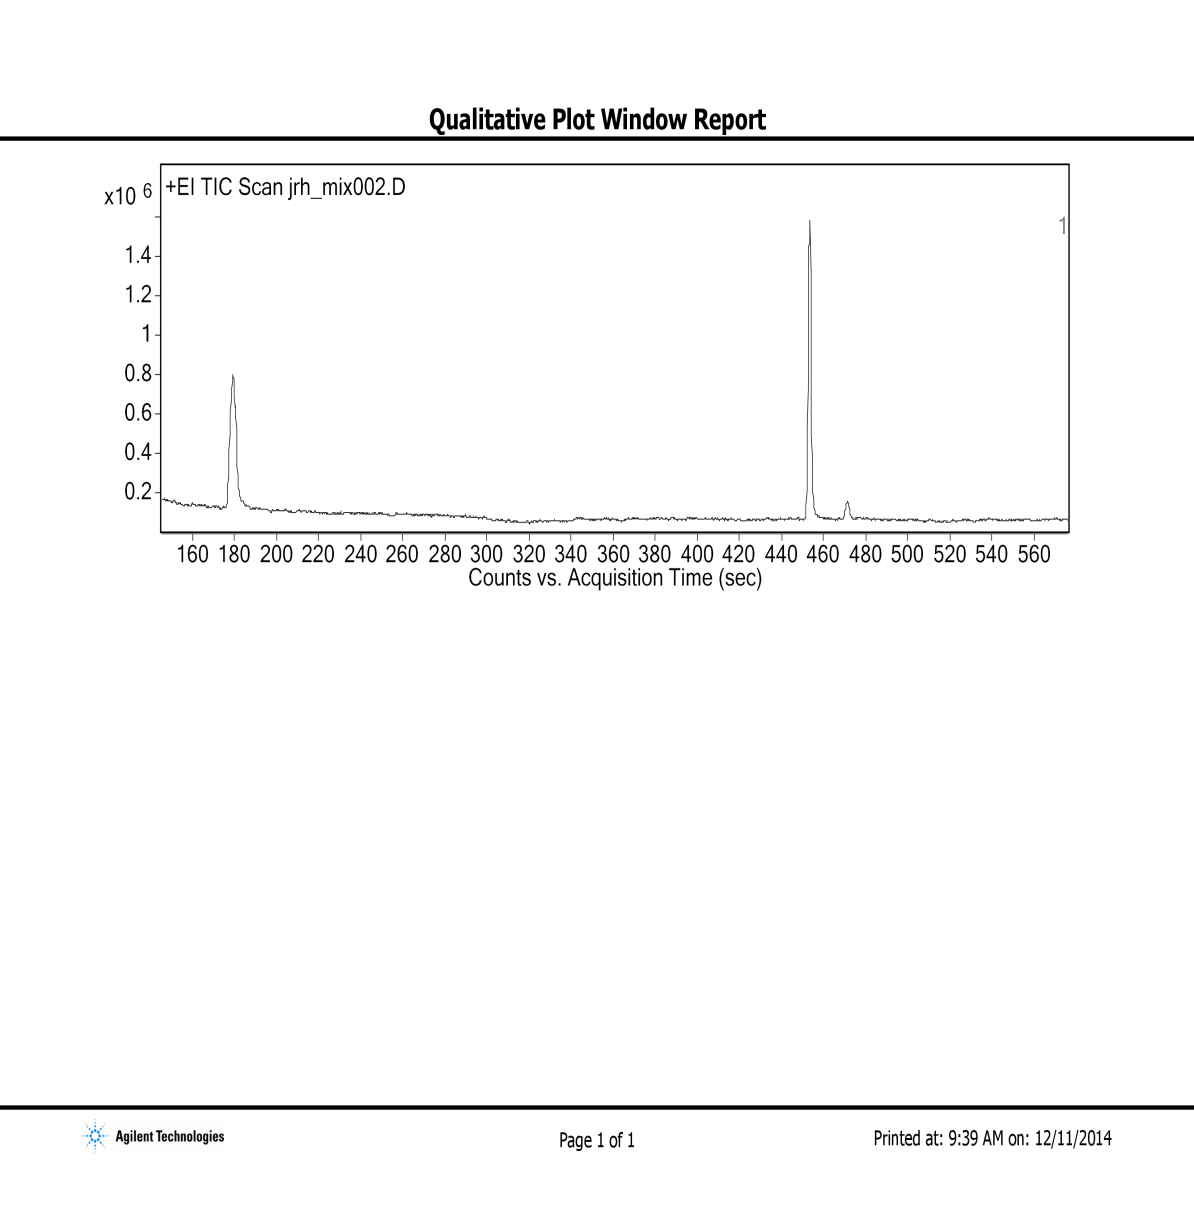 Qualitative Plot Window Report
x10 6
+EI TIC Scan jrh_mix002.D
1
1.4
1.2
1
0.8
0.6
0.4
0.2
160 180 200 220 240 260 280 300 320 340 360 380 400 420 440 460 480 500 520 540 560
Counts vs. Acquisition Time (sec)
Agilent Technologies
Page 1 of 1
Printed at: 9:39 AM on: 12/11/2014